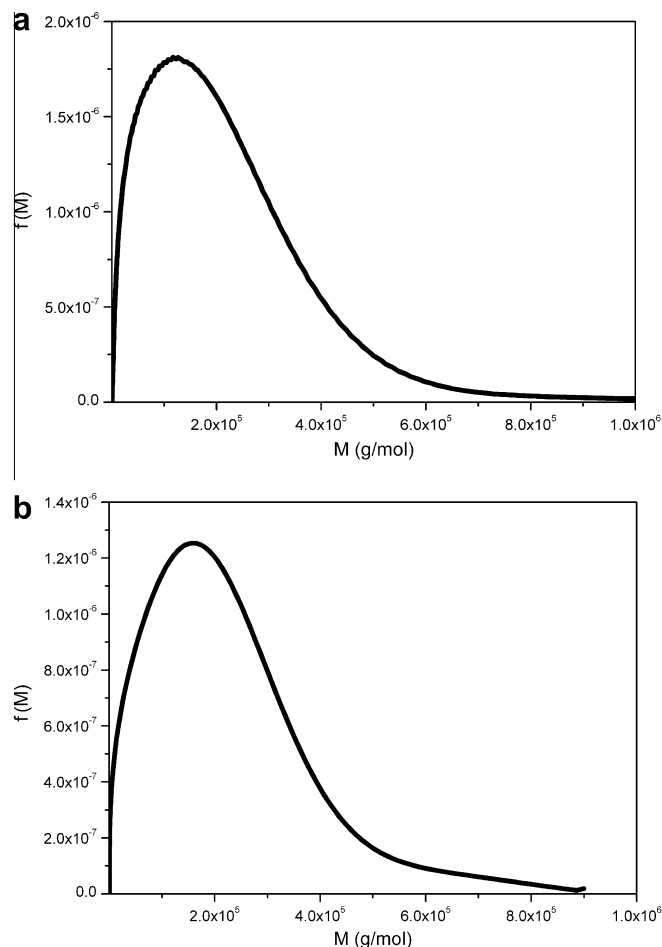 a
2.0x10⁻⁶
1.5x10⁻⁶
1.0x10⁻⁶
5.0x10⁻⁷
0.0
f (M)
2.0x10⁵ 4.0x10⁵ 6.0x10⁵ 8.0x10⁵ 1.0x10⁶
M (g/mol)
b
1.4x10⁻⁶
1.2x10⁻⁶
1.0x10⁻⁶
8.0x10⁻⁷
6.0x10⁻⁷
4.0x10⁻⁷
2.0x10⁻⁷
0.0
f (M)
2.0x10⁵ 4.0x10⁵ 6.0x10⁵ 8.0x10⁵ 1.0x10⁶
M (g/mol)